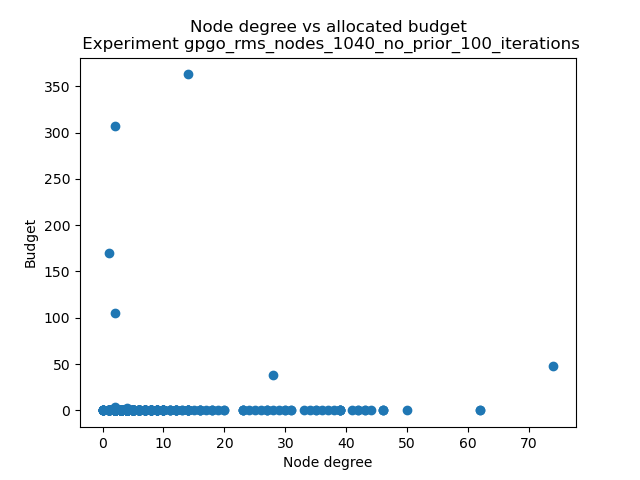 Node degree vs allocated budget
Experiment gpgo_rms_nodes_1040_no_prior_100_iterations
350
300
250
200
150
100
50
0
Budget
0 10 20 30 40 50 60 70
Node degree